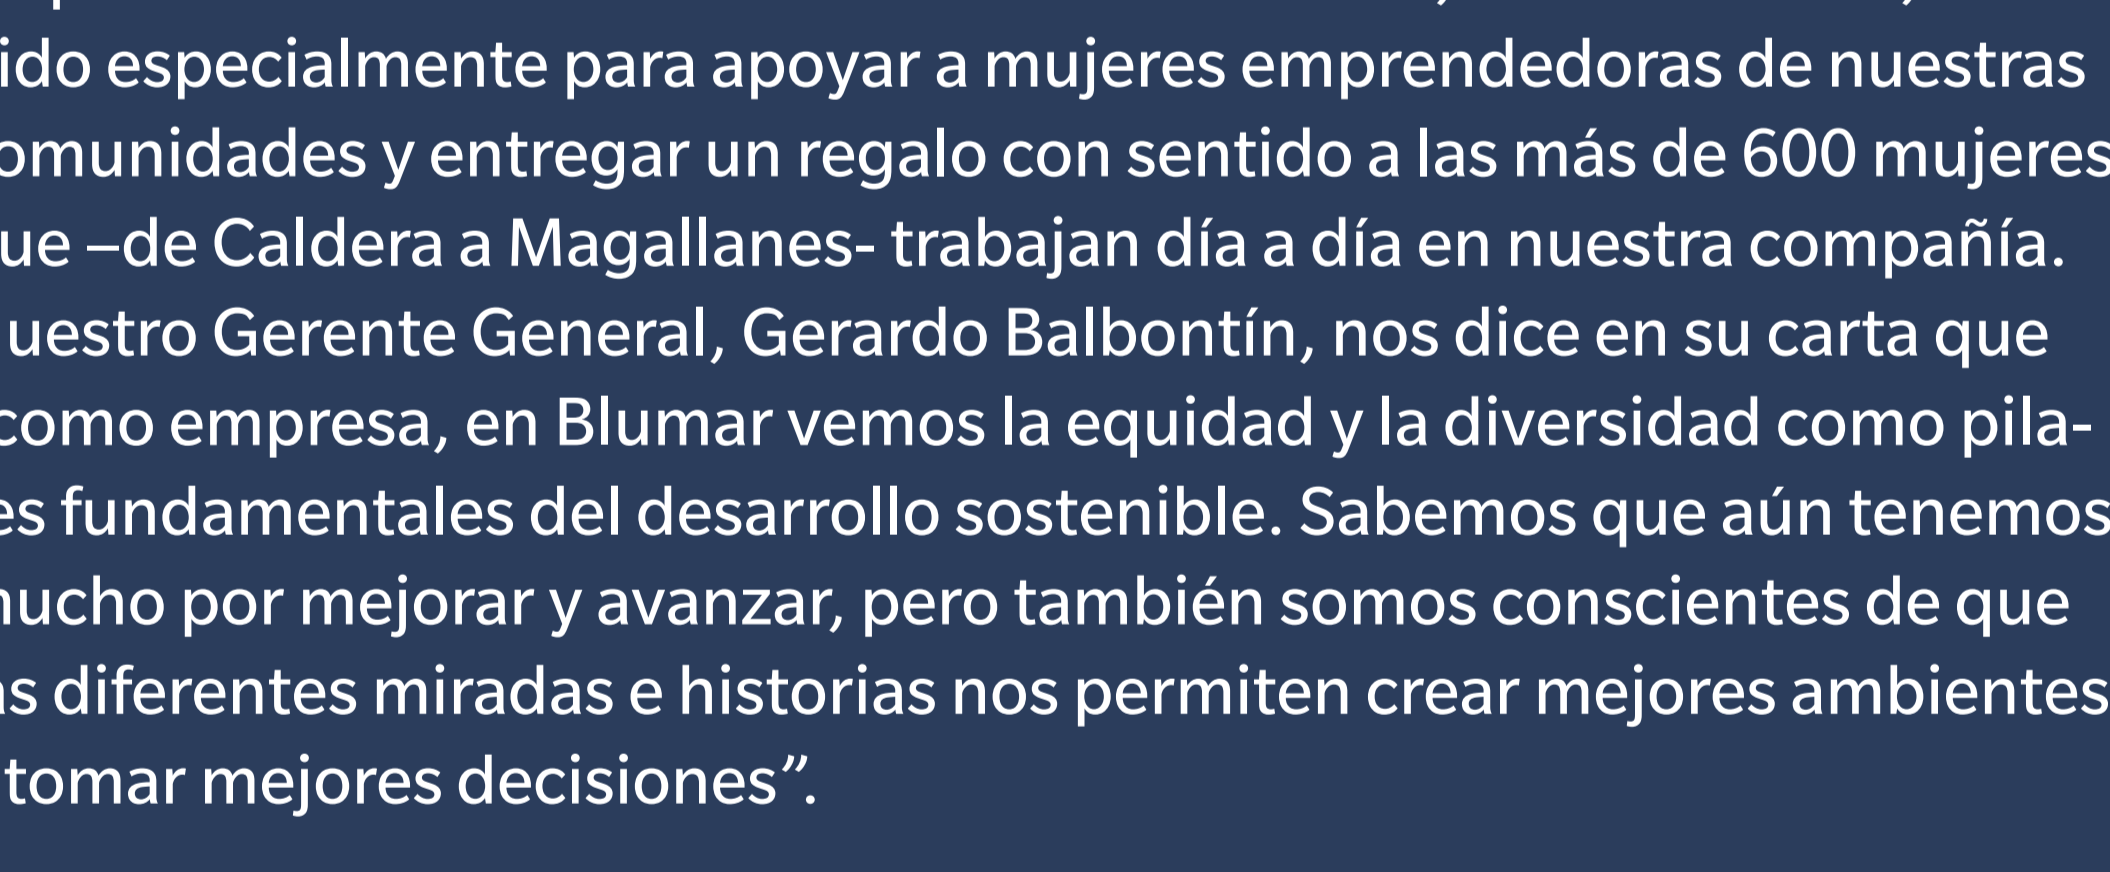 ido especialmente para apoyar a mujeres emprendedoras de nuestras
omunidades y entregar un regalo con sentido a las más de 600 mujeres
ue –de Caldera a Magallanes- trabajan día a día en nuestra compañía.
uestro Gerente General, Gerardo Balbontín, nos dice en su carta que
como empresa, en Blumar vemos la equidad y la diversidad como pila-
es fundamentales del desarrollo sostenible. Sabemos que aún tenemos
mucho por mejorar y avanzar, pero también somos conscientes de que
as diferentes miradas e historias nos permiten crear mejores ambientes
tomar mejores decisiones”.